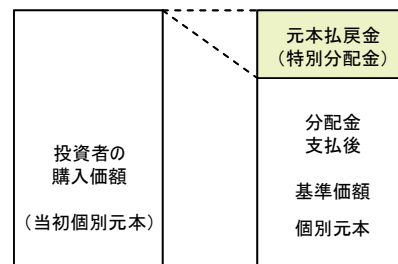 投資者の
購入価額
(当初個別元本)
元本払戻金
(特別分配金)
分配金
支払後
基準価額
個別元本